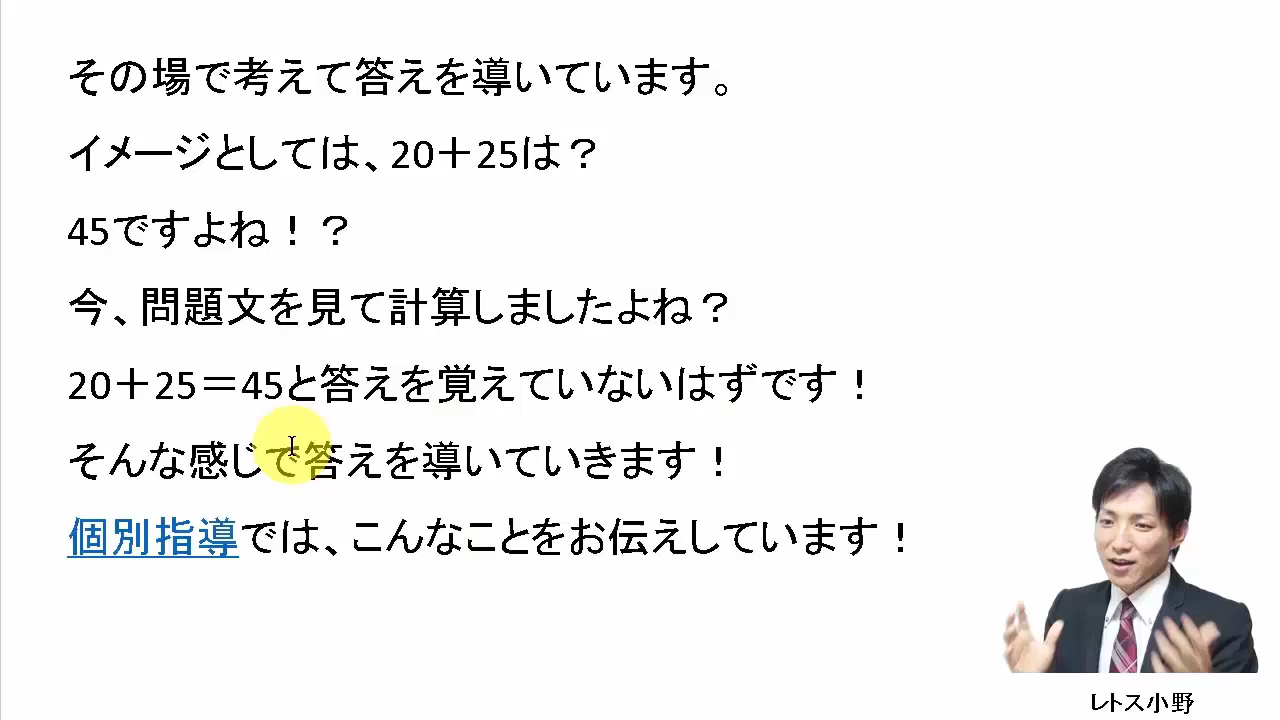 その場で考えて答えを導いています。
イメージとしては、20＋25は？
45ですよね！？
今、問題文を見て計算しましたよね？
20＋25＝45と答えを覚えていないはずです！
そんな感じで答えを導いていきます！
個別指導では、こんなことをお伝えしています！
レトス小野